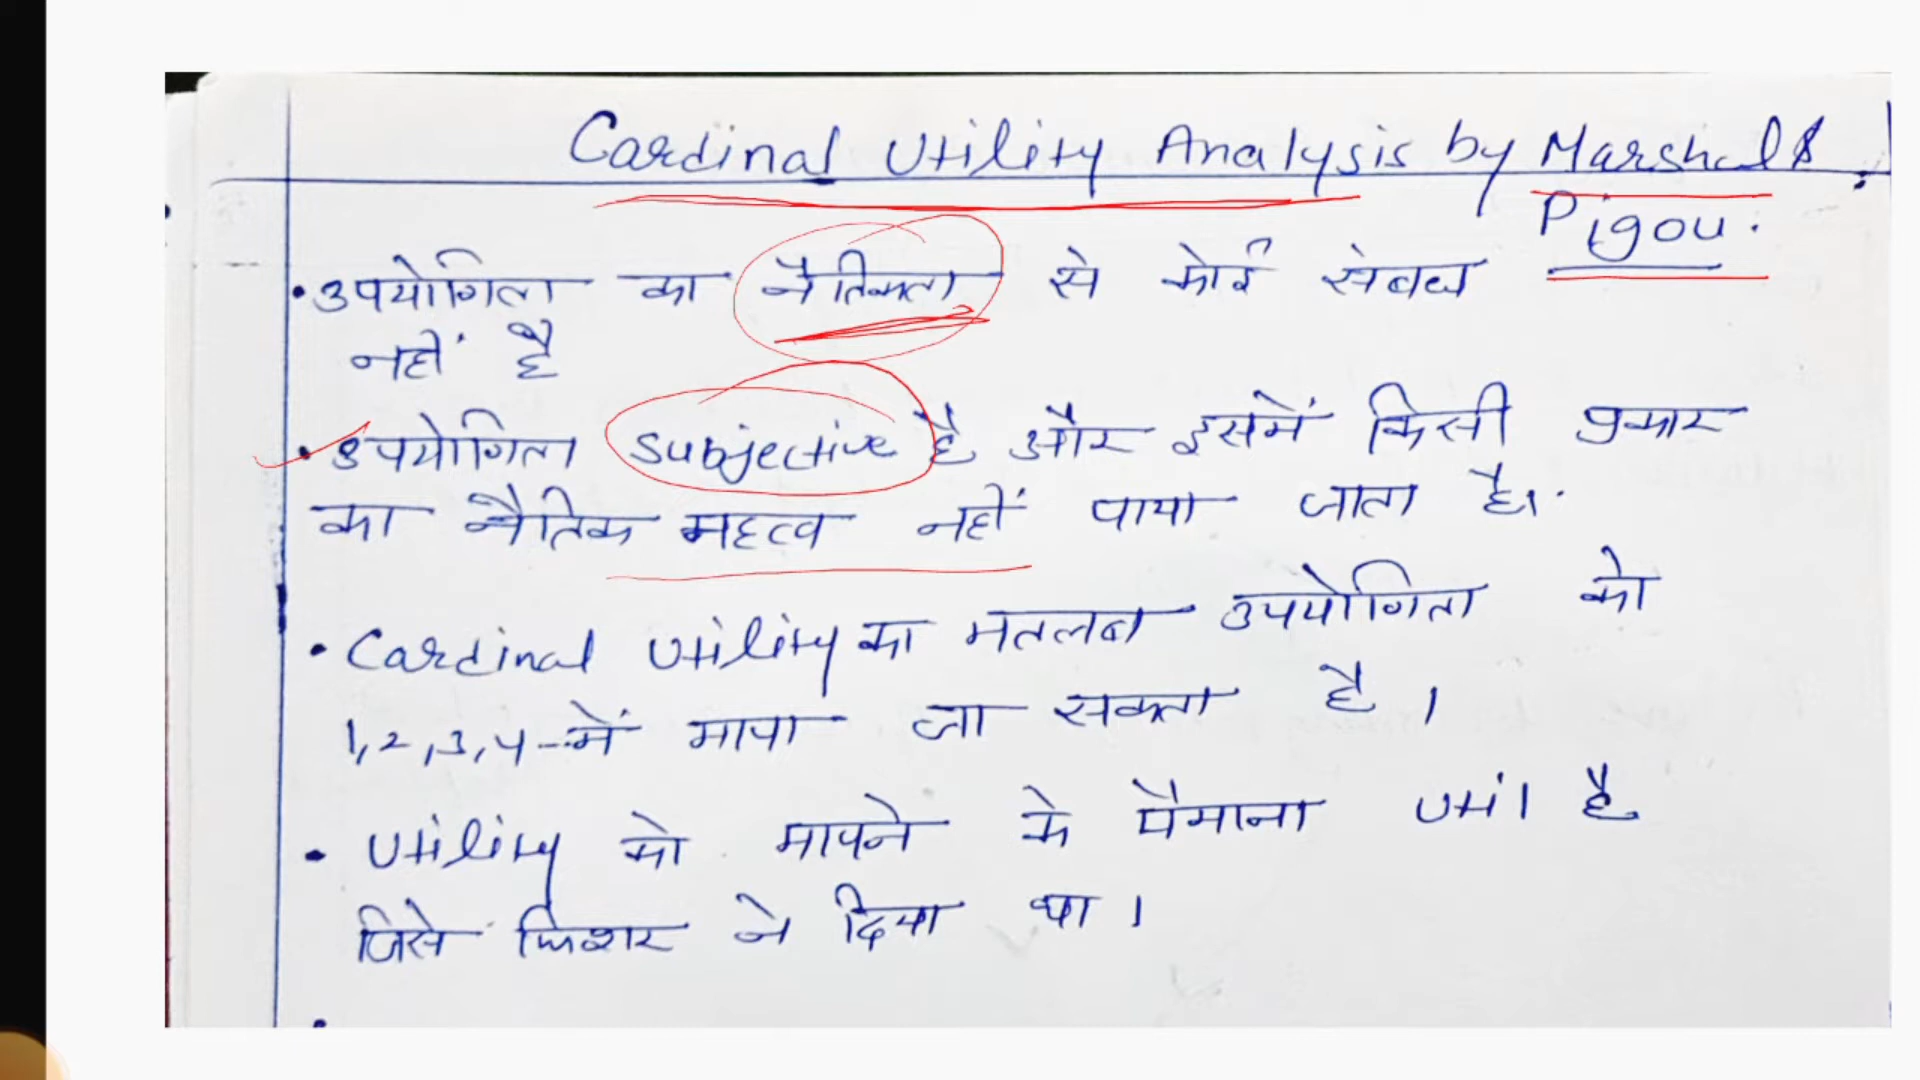 Cardinal Utility Analysis by Marshal &
Pigou.
• उपयोगिता का नैतिकता से कोई संबंध
नहीं है
• उपयोगिता subjective है और इसमें किसी प्रकार
का नैतिक महत्व नहीं पाया जाता है।
• Cardinal Utility का मतलब उपयोगिता को
1, 2, 3, 4 -- में मापा जा सकता है ।
• Utility को मापने के पैमाना util है
जिसे फिशर ने दिया था ।